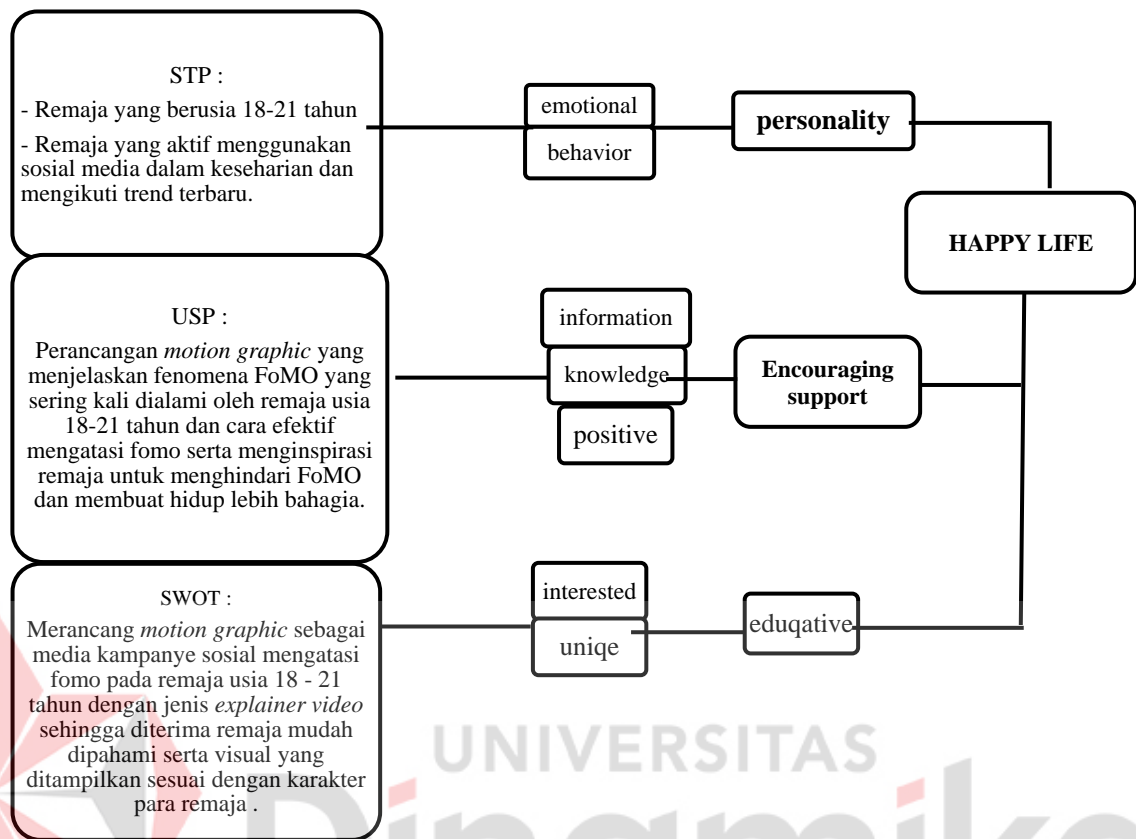 STP :
- Remaja yang berusia 18-21 tahun
- Remaja yang aktif menggunakan
sosial media dalam keseharian dan
mengikuti trend terbaru.
emotional
behavior
personality
HAPPY LIFE
USP :
Perancangan motion graphic yang
menjelaskan fenomena FoMO yang
sering kali dialami oleh remaja usia
18-21 tahun dan cara efektif
mengatasi fomo serta menginspirasi
remaja untuk menghindari FoMO
dan membuat hidup lebih bahagia.
information
knowledge
positive
Encouraging
support
SWOT :
Merancang motion graphic sebagai
media kampanye sosial mengatasi
fomo pada remaja usia 18 - 21
tahun dengan jenis explainer video
sehingga diterima remaja mudah
dipahami serta visual yang
ditampilkan sesuai dengan karakter
para remaja .
interested
uniqe
eduqative
UNIVERSITAS
Dinamika